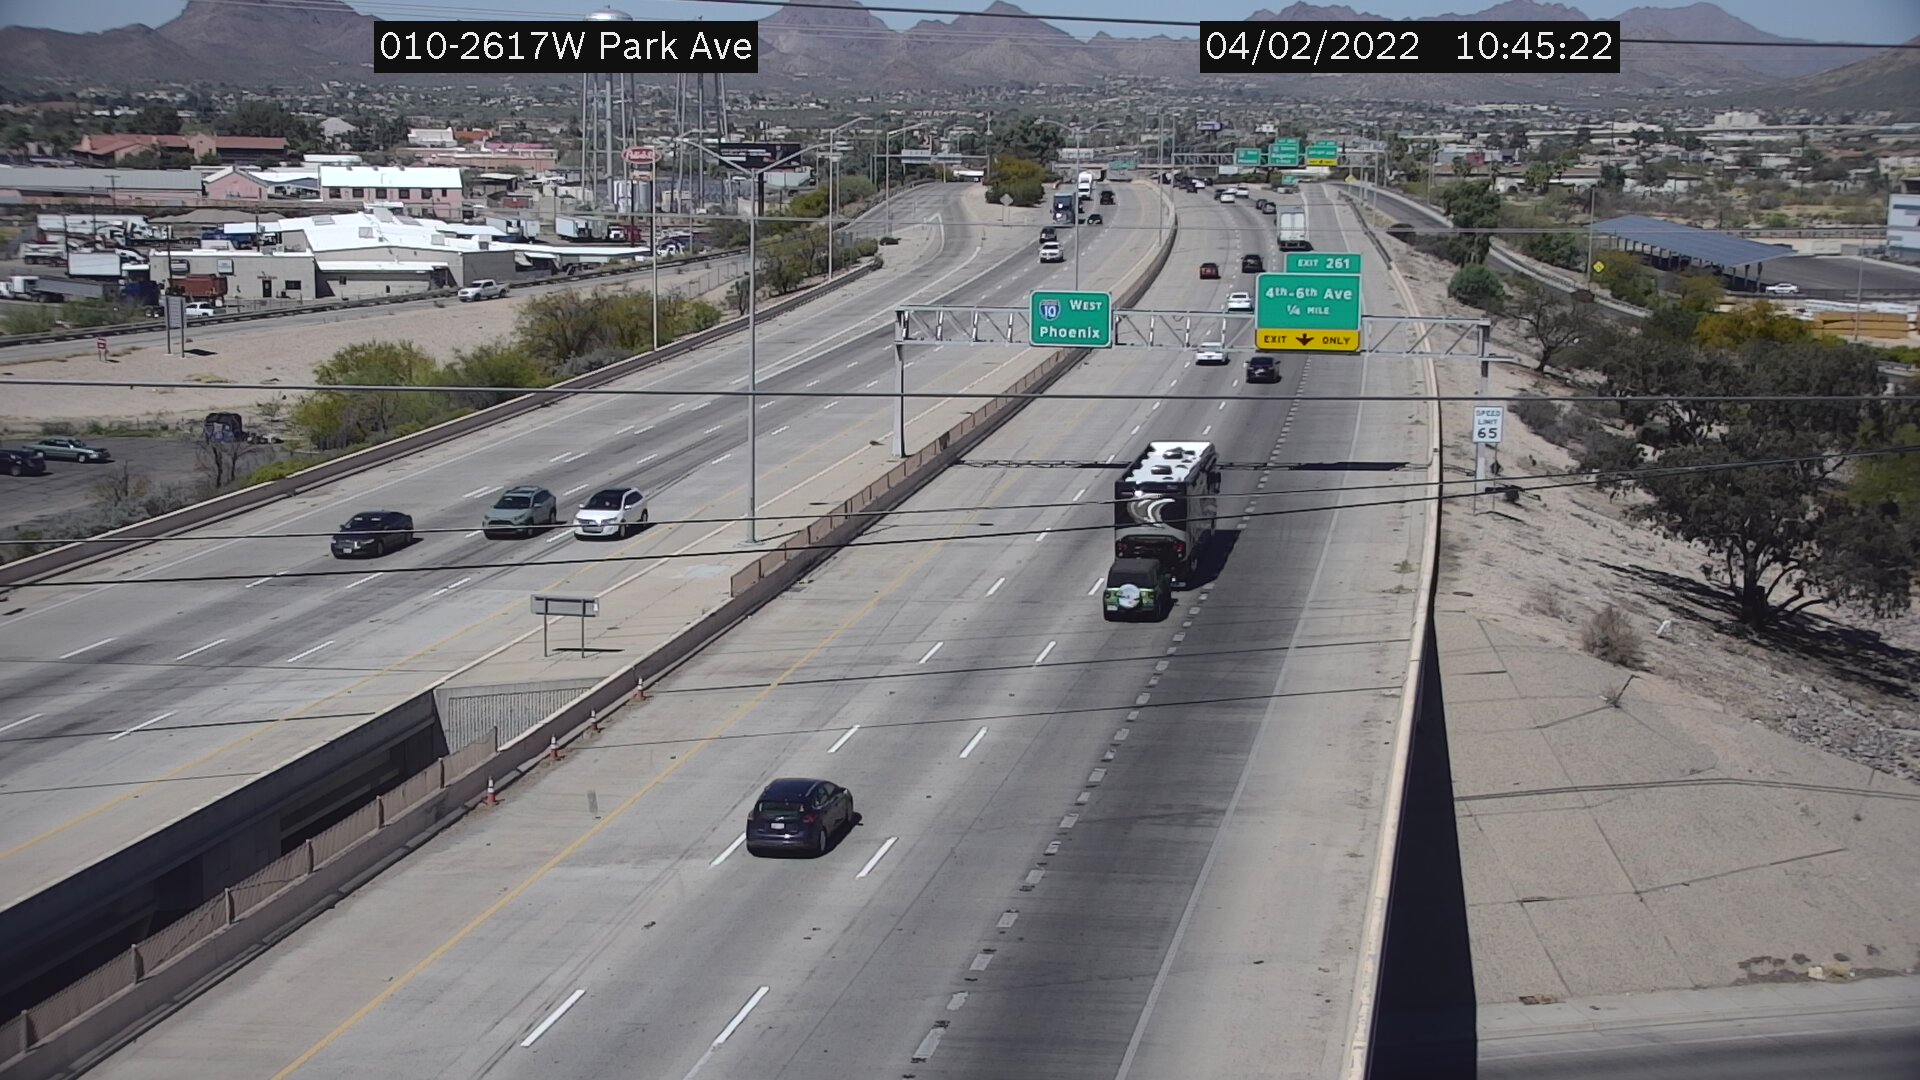 010-2617W Park Ave
04/02/2022 10:45:22
EXIT 261
10 WEST
Phoenix
4th-6th Ave
1/4 MILE
EXIT ONLY
SPEED
LIMIT
65